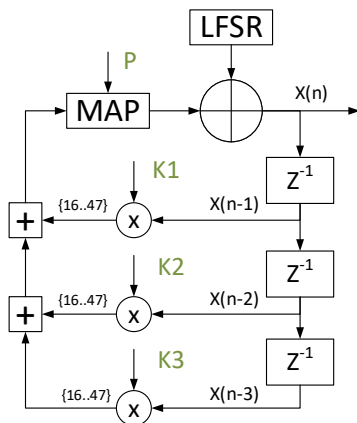 LFSR
P
MAP
X(n)
K1
Z⁻¹
{16..47}
X(n-1)
+
x
K2
Z⁻¹
{16..47}
X(n-2)
+
x
K3
Z⁻¹
{16..47}
X(n-3)
x